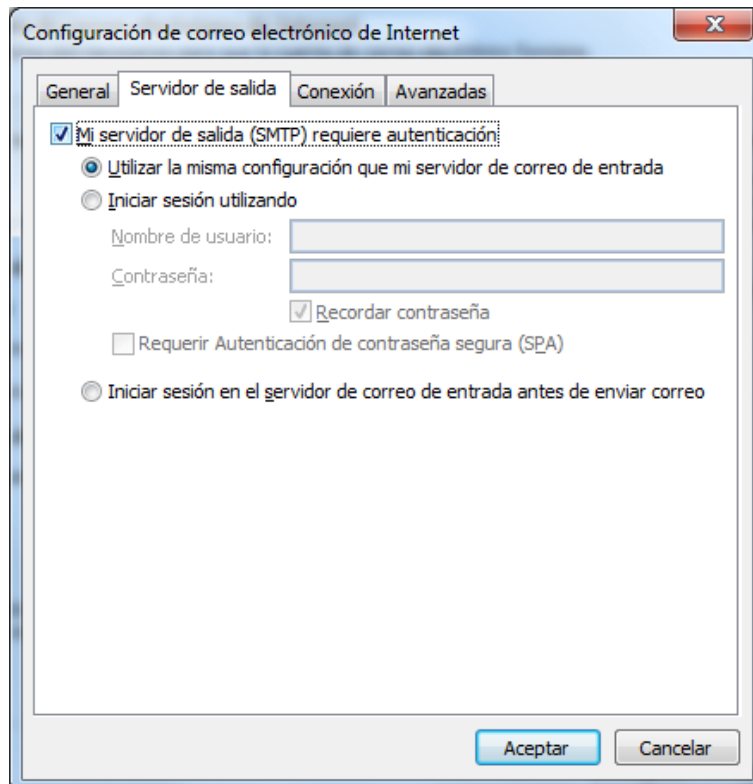 Configuración de correo electrónico de Internet
General Servidor de salida Conexión Avanzadas
Mi servidor de salida (SMTP) requiere autenticación
Utilizar la misma configuración que mi servidor de correo de entrada
Iniciar sesión utilizando
Nombre de usuario:
Contraseña:
Recordar contraseña
Requerir Autenticación de contraseña segura (SPA)
Iniciar sesión en el servidor de correo de entrada antes de enviar correo
Aceptar Cancelar